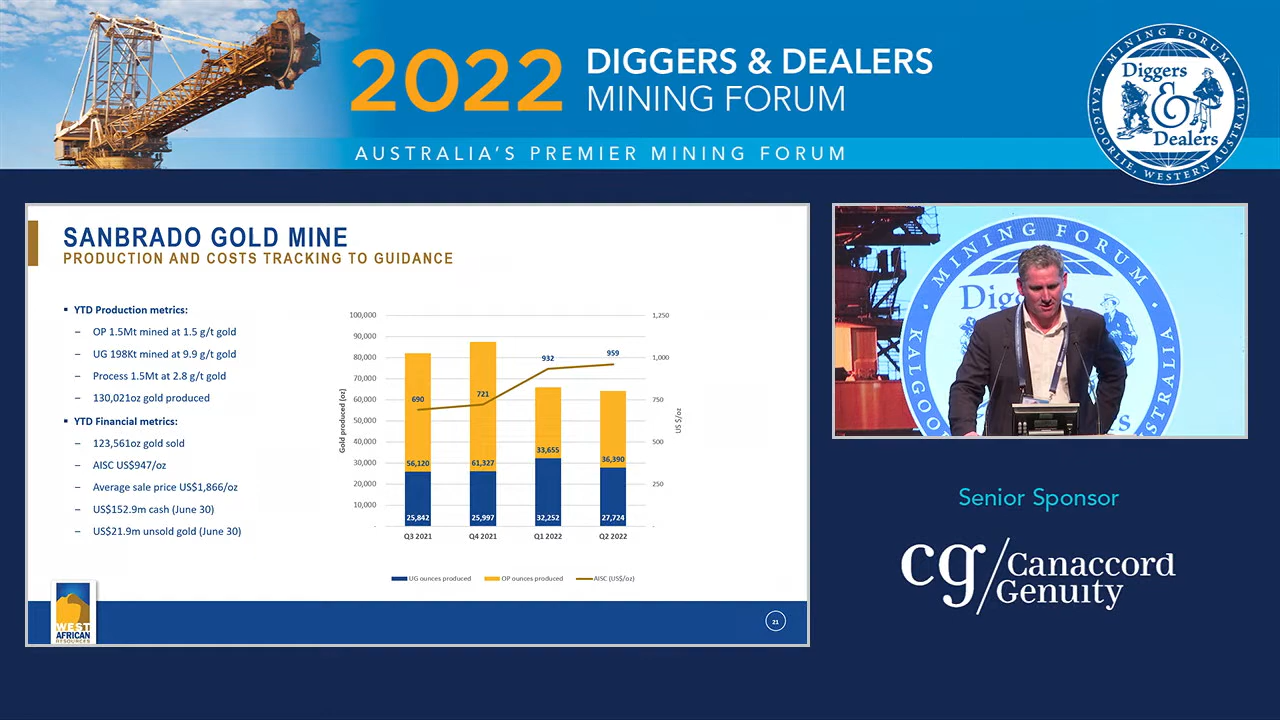 2022
DIGGERS & DEALERS
MINING FORUM
AUSTRALIA'S PREMIER MINING FORUM
MINING FORUM
Diggers
&
Dealers
KALGOORLIE, WESTERN AUSTRALIA
SANBRADO GOLD MINE
PRODUCTION AND COSTS TRACKING TO GUIDANCE
▪ YTD Production metrics:
– OP 1.5Mt mined at 1.5 g/t gold
– UG 198Kt mined at 9.9 g/t gold
– Process 1.5Mt at 2.8 g/t gold
– 130,021oz gold produced
▪ YTD Financial metrics:
– 123,561oz gold sold
– AISC US$947/oz
– Average sale price US$1,866/oz
– US$152.9m cash (June 30)
– US$21.9m unsold gold (June 30)
Gold produced (oz)
100,000
90,000
80,000
70,000
60,000
50,000
40,000
30,000
20,000
10,000
-
690
721
932
959
56,120
61,327
33,655
36,390
25,842
25,997
32,252
27,724
Q3 2021
Q4 2021
Q1 2022
Q2 2022
1,250
1,000
750
500
250
-
US $/oz
UG ounces produced
OP ounces produced
AISC (US$/oz)
WEST
AFRICAN
RESOURCES
21
MINING FORUM
Senior Sponsor
cg/Canaccord
Genuity